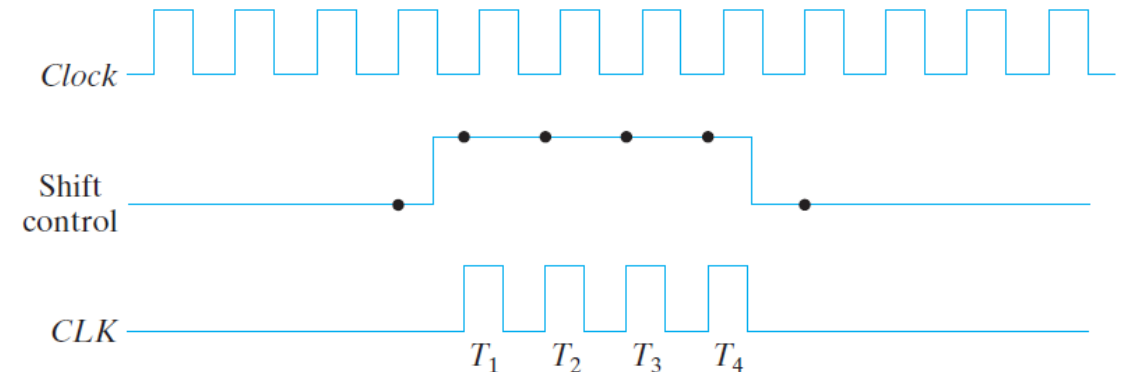 Clock
Shift
control
CLK
T₁ T₂ T₃ T₄